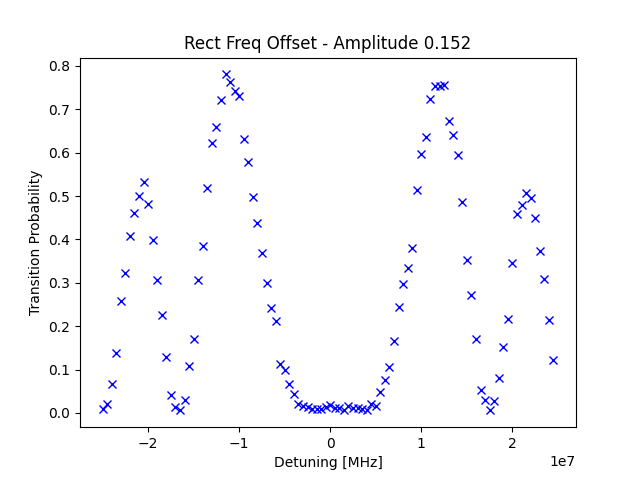 Rect Freq Offset - Amplitude 0.152
Transition Probability
0.8
0.7
0.6
0.5
0.4
0.3
0.2
0.1
0.0
−2 −1 0 1 2
1e7
Detuning [MHz]